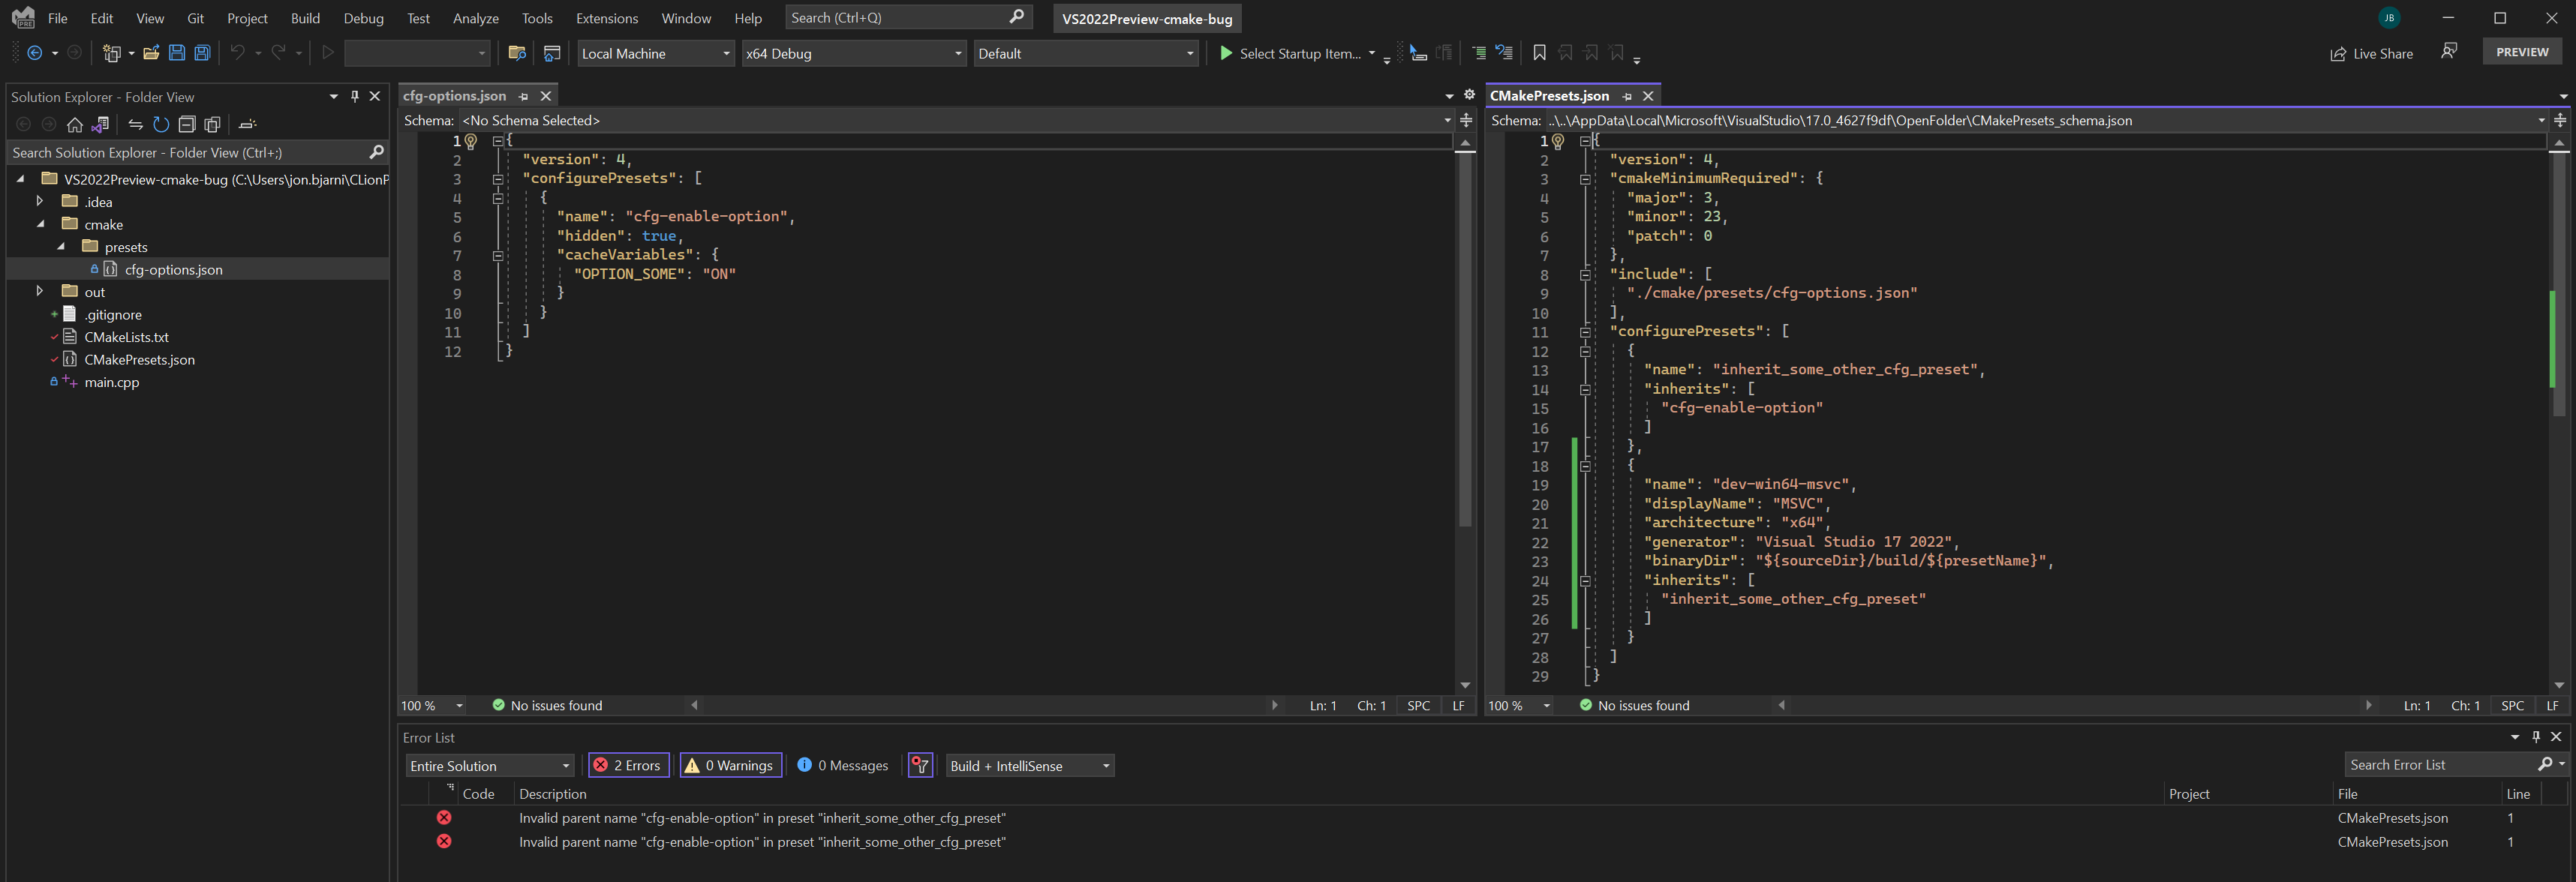 File Edit View Git Project Build Debug Test Analyze Tools Extensions Window Help Search (Ctrl+Q) VS2022Preview-cmake-bug JB
Local Machine x64 Debug Default Select Startup Item... Live Share PREVIEW
Solution Explorer - Folder View
Search Solution Explorer - Folder View (Ctrl+;)
VS2022Preview-cmake-bug (C:\Users\jon.bjarni\CLionP
.idea
cmake
presets
cfg-options.json
out
.gitignore
CMakeLists.txt
CMakePresets.json
main.cpp
cfg-options.json
Schema: <No Schema Selected>
1 {
2 "version": 4,
3 "configurePresets": [
4 {
5 "name": "cfg-enable-option",
6 "hidden": true,
7 "cacheVariables": {
8 "OPTION_SOME": "ON"
9 }
10 }
11 ]
12 }
100 % No issues found Ln: 1 Ch: 1 SPC LF
CMakePresets.json
Schema: ..\..\AppData\Local\Microsoft\VisualStudio\17.0_4627f9df\OpenFolder\CMakePresets_schema.json
1 {
2 "version": 4,
3 "cmakeMinimumRequired": {
4 "major": 3,
5 "minor": 23,
6 "patch": 0
7 },
8 "include": [
9 "./cmake/presets/cfg-options.json"
10 ],
11 "configurePresets": [
12 {
13 "name": "inherit_some_other_cfg_preset",
14 "inherits": [
15 "cfg-enable-option"
16 ]
17 },
18 {
19 "name": "dev-win64-msvc",
20 "displayName": "MSVC",
21 "architecture": "x64",
22 "generator": "Visual Studio 17 2022",
23 "binaryDir": "${sourceDir}/build/${presetName}",
24 "inherits": [
25 "inherit_some_other_cfg_preset"
26 ]
27 }
28 ]
29 }
100 % No issues found Ln: 1 Ch: 1 SPC LF
Error List
Entire Solution 2 Errors 0 Warnings 0 Messages Build + IntelliSense Search Error List
Code Description Project File Line
Invalid parent name "cfg-enable-option" in preset "inherit_some_other_cfg_preset" CMakePresets.json 1
Invalid parent name "cfg-enable-option" in preset "inherit_some_other_cfg_preset" CMakePresets.json 1